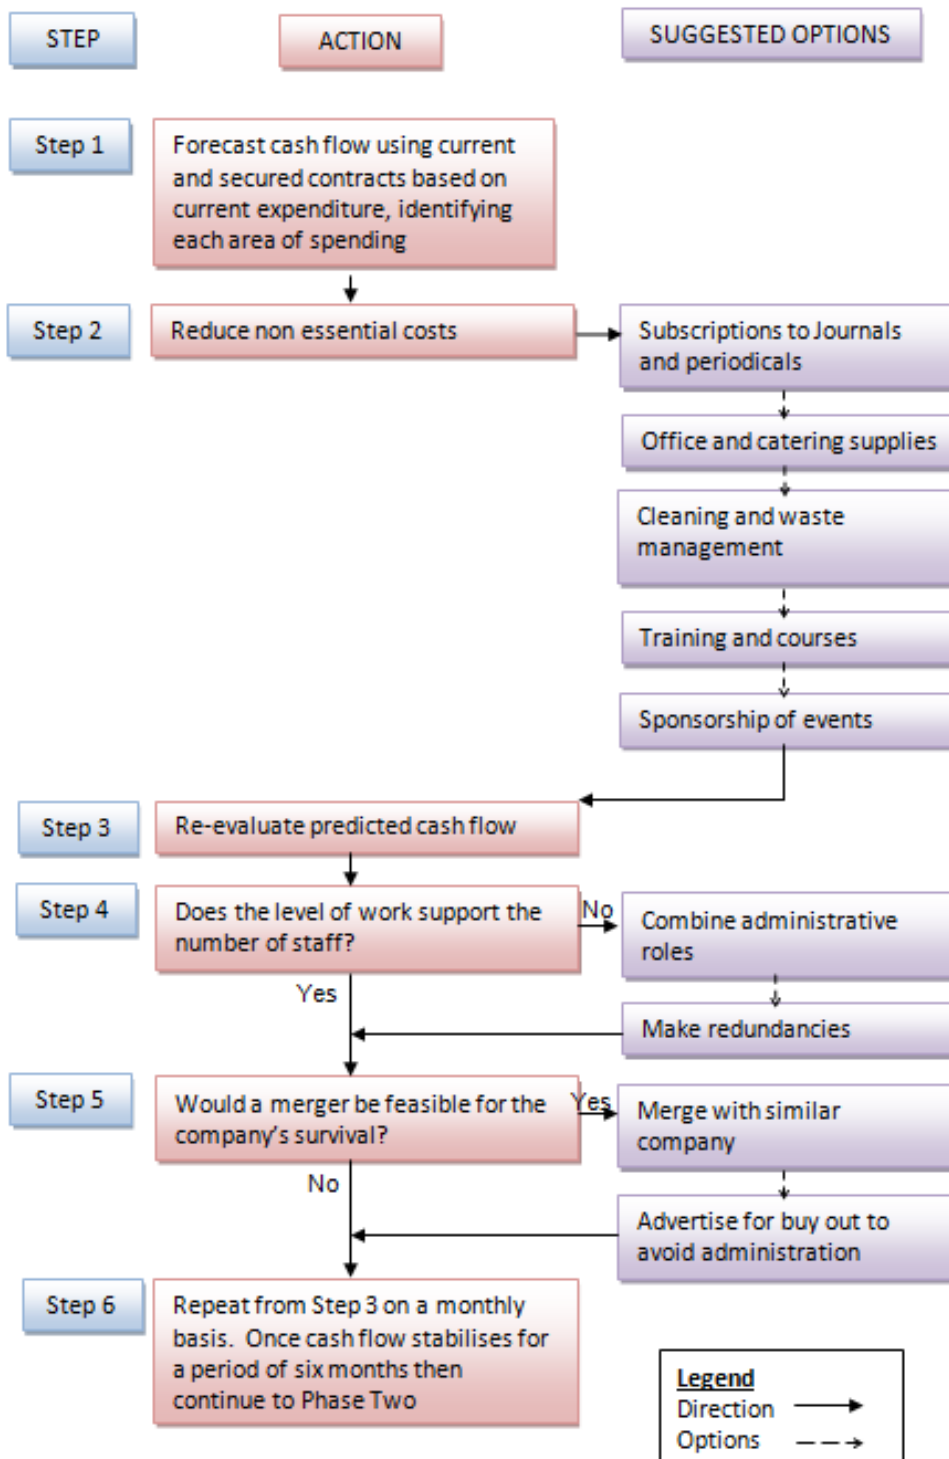 STEP
ACTION
SUGGESTED OPTIONS
Step 1
Forecast cash flow using current
and secured contracts based on
current expenditure, identifying
each area of spending
Step 2
Reduce non essential costs
Subscriptions to Journals
and periodicals
Office and catering supplies
Cleaning and waste
management
Training and courses
Sponsorship of events
Step 3
Re-evaluate predicted cash flow
Step 4
Does the level of work support the
number of staff?
No
Combine administrative
roles
Yes
Make redundancies
Step 5
Would a merger be feasible for the
company's survival?
Yes
Merge with similar
company
No
Advertise for buy out to
avoid administration
Step 6
Repeat from Step 3 on a monthly
basis. Once cash flow stabilises for
a period of six months then
continue to Phase Two
Legend
Direction
Options